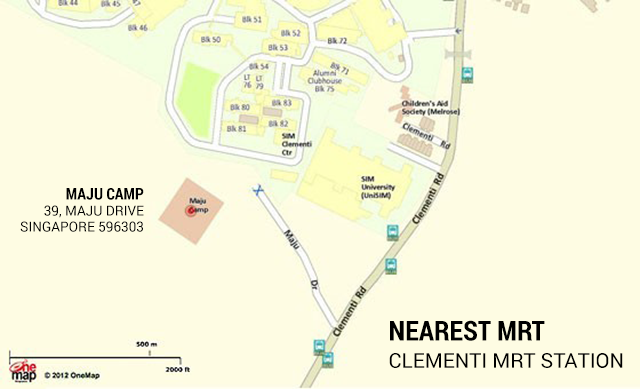 Blk 44
Blk 45
Blk 46
Blk 51
Blk 50
Blk 52
Blk 53
Blk 72
Blk 54
LT
76
LT
79
Blk 71
Alumni
Clubhouse
Blk 75
Blk 80
Blk 83
Blk 82
Blk 81
SIM
Clementi
Ctr
Children's Aid
Society (Melrose)
Clementi Rd
SIM
University
(UniSIM)
Clementi Rd
MAJU CAMP
39, MAJU DRIVE
SINGAPORE 596303
Maju
Camp
Maju
Dr
Clementi Rd
NEAREST MRT
CLEMENTI MRT STATION
500 m
2000 ft
one
map
© 2012 OneMap